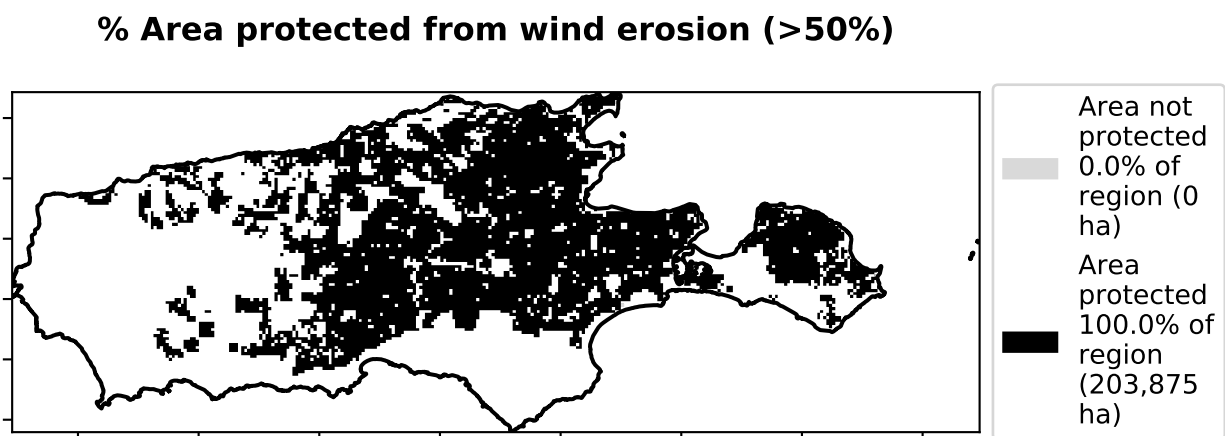 % Area protected from wind erosion (>50%)
Area not
protected
0.0% of
region (0
ha)
Area
protected
100.0% of
region
(203,875
ha)